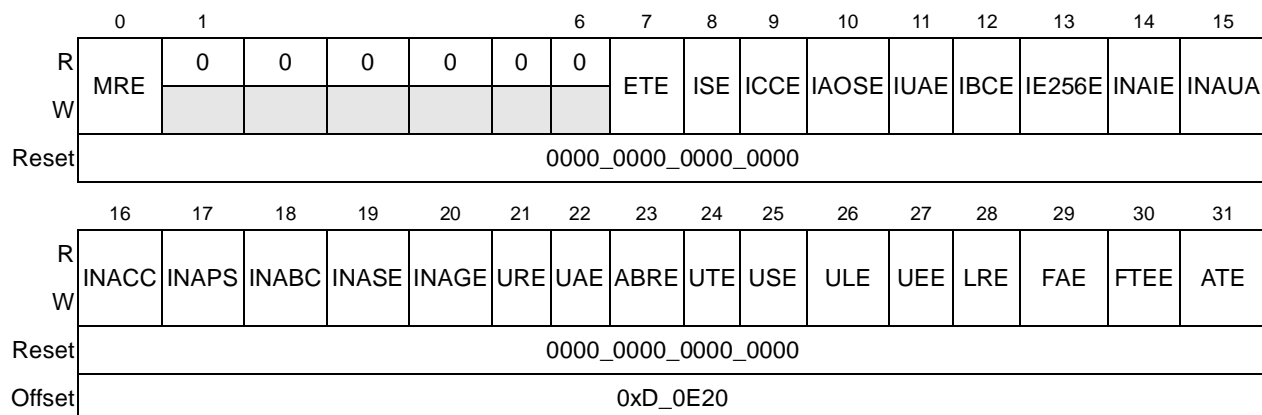 0 1 6 7 8 9 10 11 12 13 14 15
R MRE 0 0 0 0 0 0 ETE ISE ICCE IAOSE IUAE IBCE IE256E INAIE INAUA
W
Reset 0000_0000_0000_0000
16 17 18 19 20 21 22 23 24 25 26 27 28 29 30 31
R INACC INAPS INABC INASE INAGE URE UAE ABRE UTE USE ULE UEE LRE FAE FTEE ATE
W
Reset 0000_0000_0000_0000
Offset 0xD_0E20